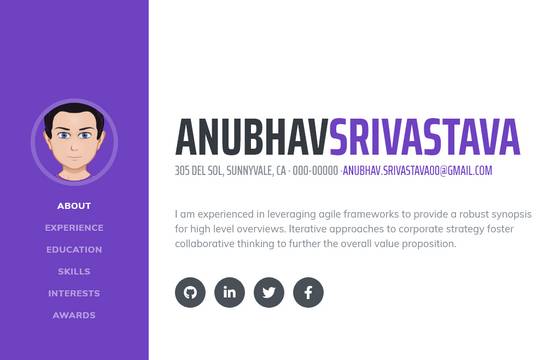 ABOUT
EXPERIENCE
EDUCATION
SKILLS
INTERESTS
AWARDS
ANUBHAVSRIVASTAVA
305 DEL SOL, SUNNYVALE, CA · 000-00000 ·ANUBHAV.SRIVASTAVA00@GMAIL.COM
I am experienced in leveraging agile frameworks to provide a robust synopsis
for high level overviews. Iterative approaches to corporate strategy foster
collaborative thinking to further the overall value proposition.